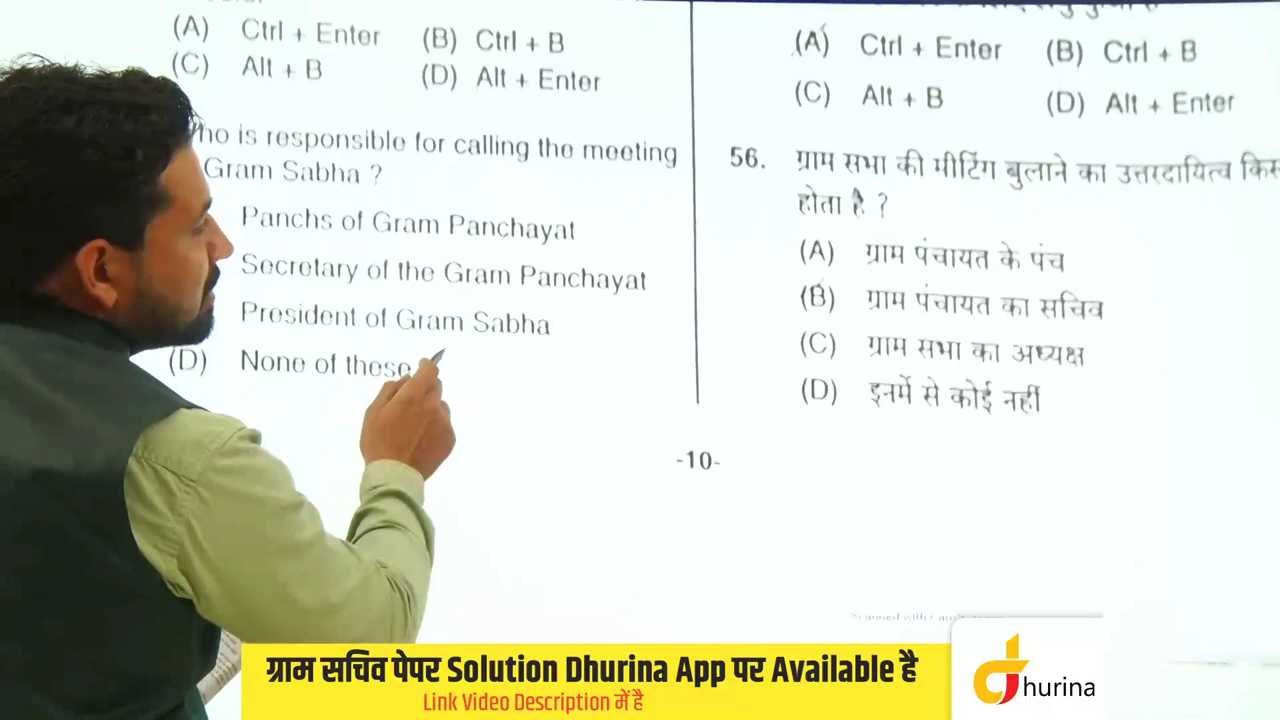 (A) Ctrl + Enter (B) Ctrl + B
(C) Alt + B (D) Alt + Enter
ho is responsible for calling the meeting
Gram Sabha ?
Panchs of Gram Panchayat
Secretary of the Gram Panchayat
President of Gram Sabha
(D) None of these
(A) Ctrl + Enter (B) Ctrl + B
(C) Alt + B (D) Alt + Enter
56. ग्राम सभा की मीटिंग बुलाने का उत्तरदायित्व
होता है ?
(A) ग्राम पंचायत के पंच
(B) ग्राम पंचायत का सचिव
(C) ग्राम सभा का अध्यक्ष
(D) इनमें से कोई नहीं
-10-
Scanned with
ग्राम सचिव पेपर Solution Dhurina App पर Available है
Link Video Description में है
dhurina